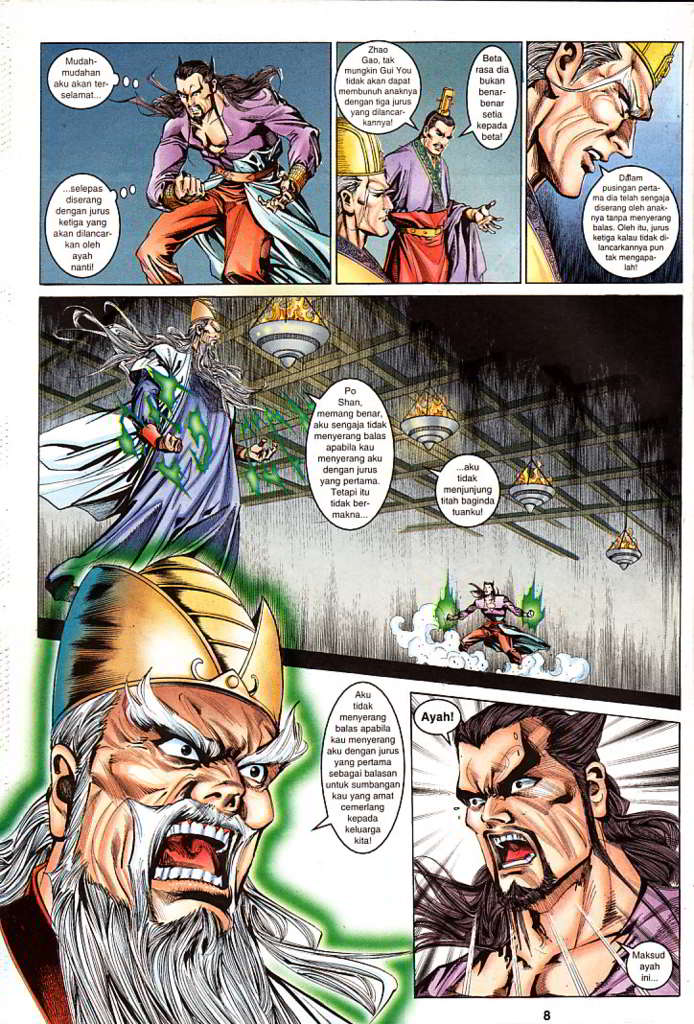 Mudah-
mudahan
aku akan ter-
selamat...
...selepas
diserang
dengan jurus
ketiga yang
akan dilancar-
kan oleh
ayah
nanti!
Zhao
Gao, tak
mungkin Gui You
tidak akan dapat
membunuh anaknya
dengan tiga jurus
yang dilancar-
kannya!
Beta
rasa dia
bukan
benar-
benar
setia
kepada
beta!
Dalam
pusingan perta-
ma dia telah sengaja
diserang oleh anak-
nya tanpa menyerang
balas. Oleh itu, jurus
ketiga kalau tidak di-
lancarkannya pun
tak mengapa-
lah!
Po
Shan,
memang benar,
aku sengaja tidak
menyerang balas
apabila kau
menyerang aku
dengan jurus
yang pertama.
Tetapi itu
tidak ber-
makna...
...aku
tidak
menjunjung
titah baginda
tuanku!
Aku
tidak
menyerang
balas apabila
kau menyerang
aku dengan jurus
yang pertama
sebagai balasan
untuk sumbangan
kau yang amat
cemerlang
kepada
keluarga
kita!
Ayah!
Maksud
ayah
ini...
8